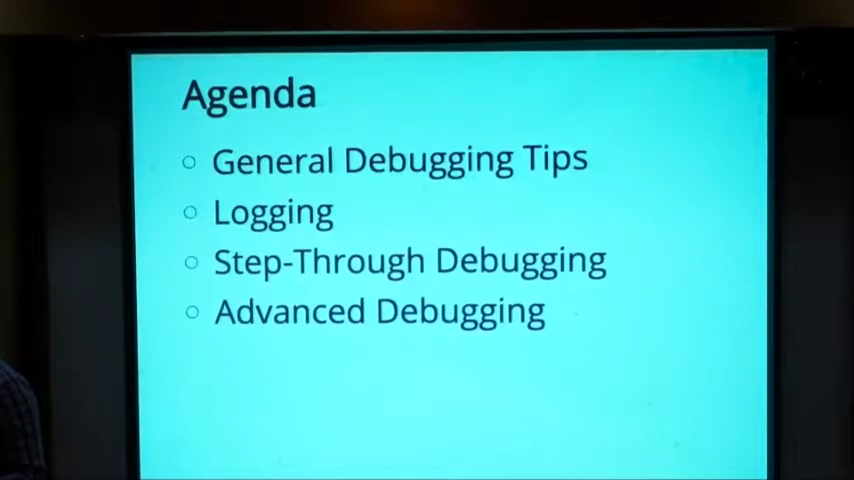 Agenda
○ General Debugging Tips
○ Logging
○ Step-Through Debugging
○ Advanced Debugging